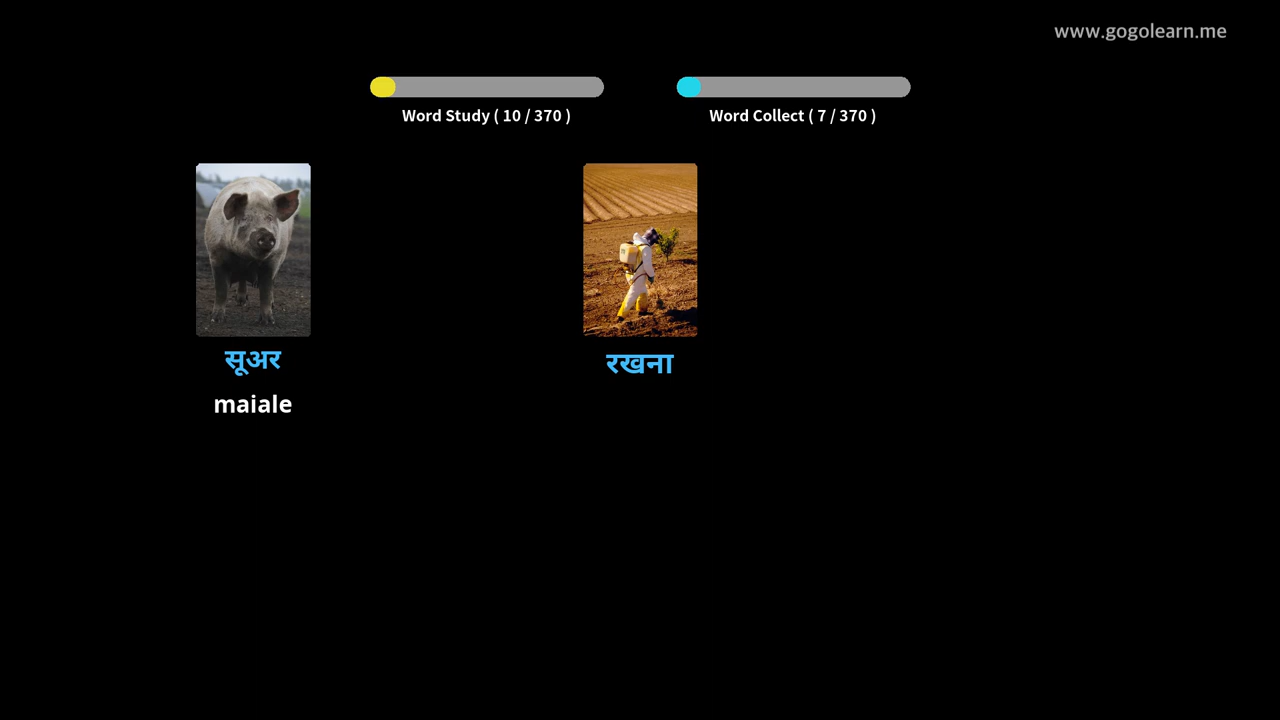 www.gogolearn.me
Word Study ( 10 / 370 )
Word Collect ( 7 / 370 )
सूअर
रखना
maiale